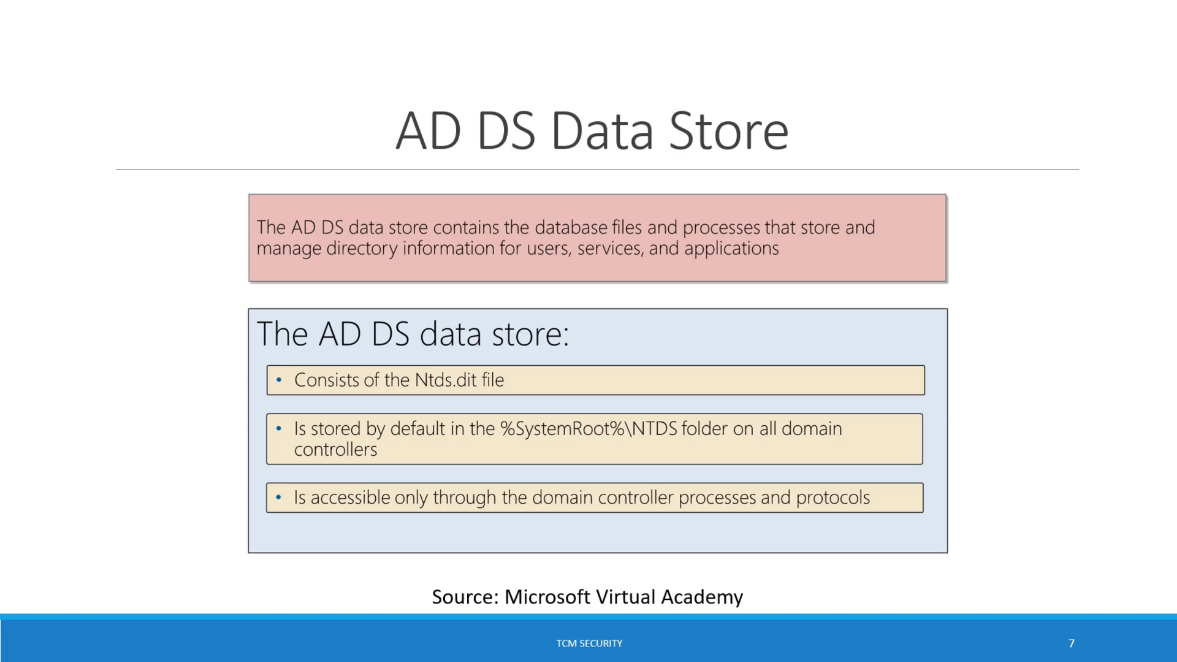 AD DS Data Store
The AD DS data store contains the database files and processes that store and
manage directory information for users, services, and applications
The AD DS data store:
• Consists of the Ntds.dit file
• Is stored by default in the %SystemRoot%\NTDS folder on all domain
controllers
• Is accessible only through the domain controller processes and protocols
Source: Microsoft Virtual Academy
TCM SECURITY
7